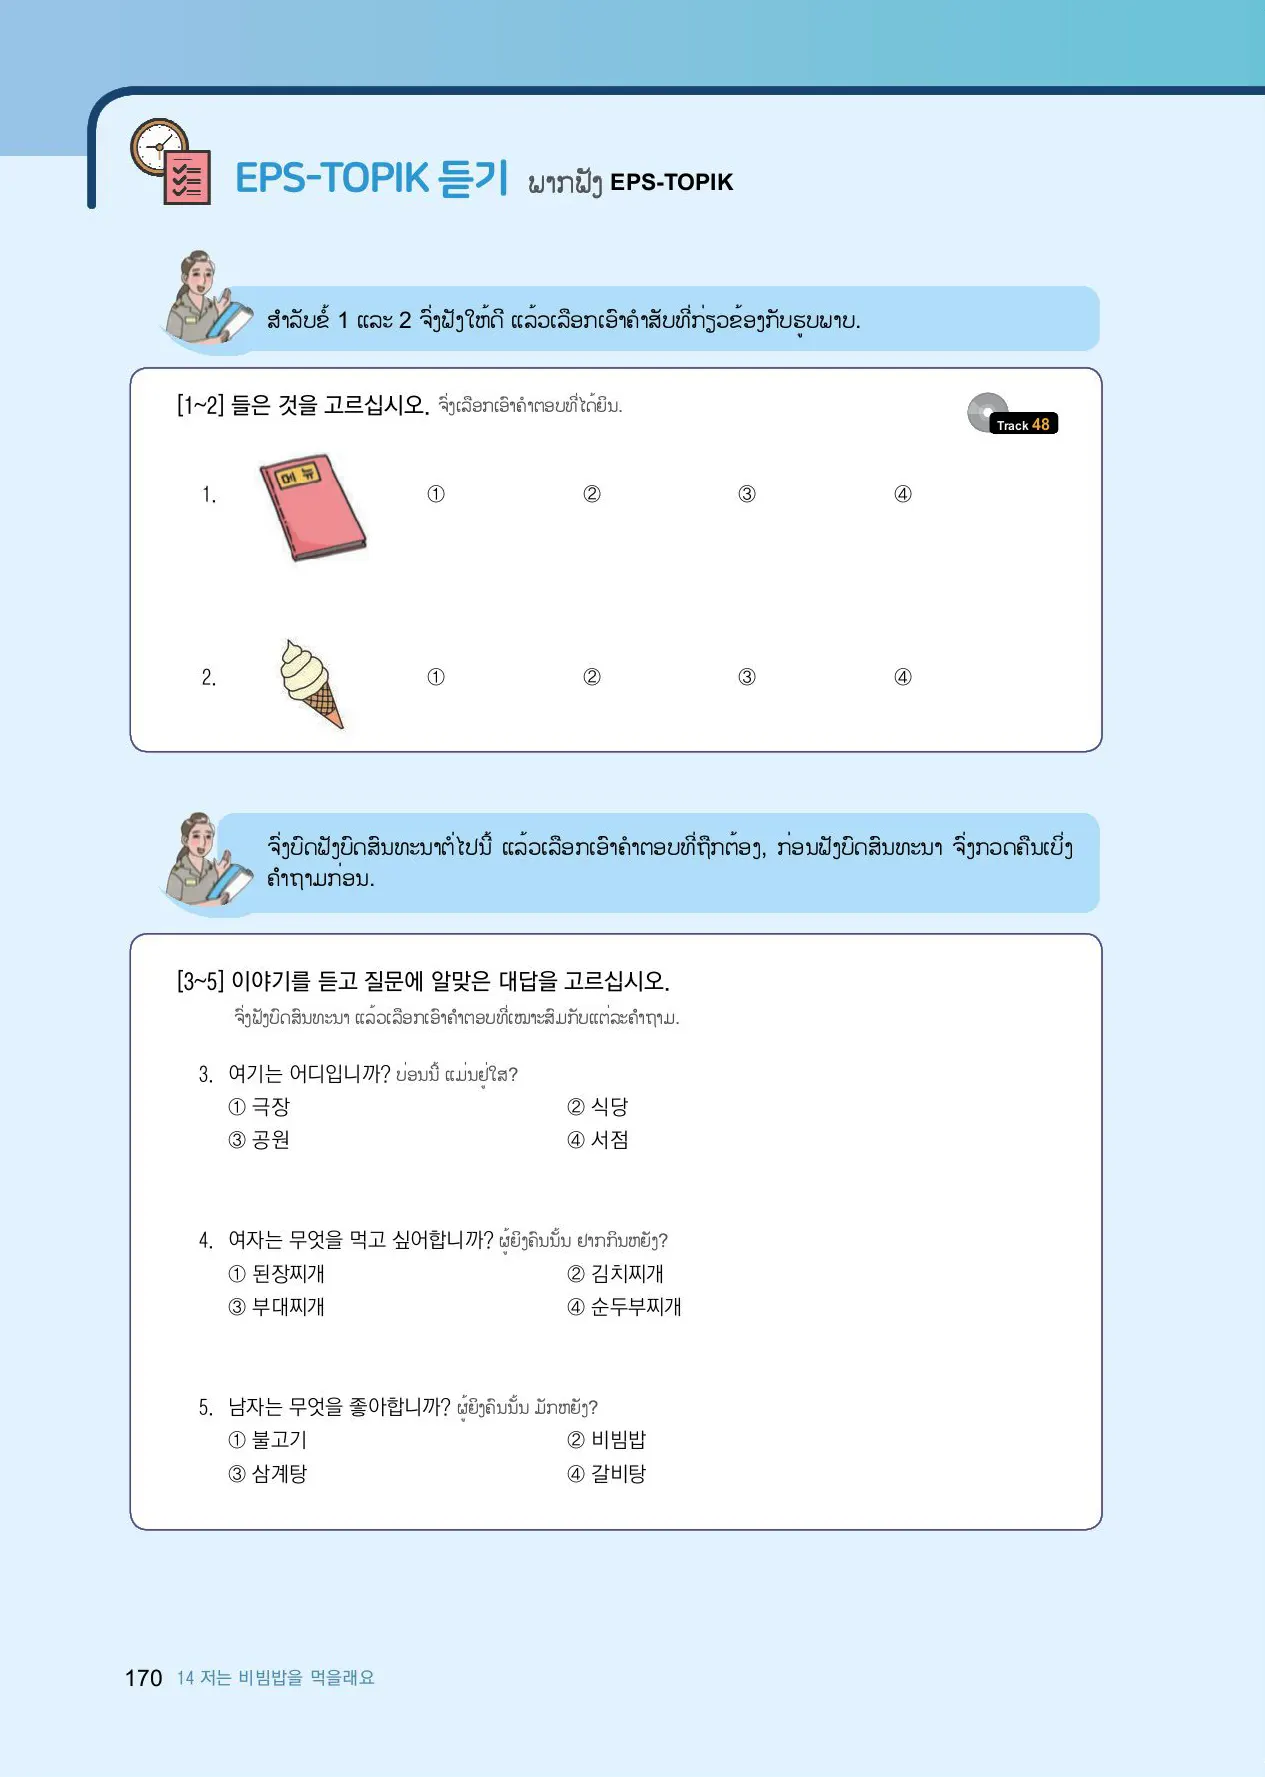 EPS-TOPIK 듣기 ພາກຟັງ EPS-TOPIK
ສຳລັບຂໍ້ 1 ແລະ 2 ຈົ່ງຟັງໃຫ້ດີ ແລ້ວເລືອກເອົາຄຳສັບທີ່ກ່ຽວຂ້ອງກັບຮູບພາບ.
[1~2] 들은 것을 고르십시오. ຈົ່ງເລືອກເອົາຄຳຕອບທີ່ໄດ້ຍິນ.
Track 48
메뉴
1. ① ② ③ ④
2. ① ② ③ ④
ຈົ່ງບົດຟັງບົດສົນທະນາຕໍ່ໄປນີ້ ແລ້ວເລືອກເອົາຄຳຕອບທີ່ຖືກຕ້ອງ, ກ່ອນຟັງບົດສົນທະນາ ຈົ່ງກວດຄືນເບິ່ງ
ຄຳຖາມກ່ອນ.
[3~5] 이야기를 듣고 질문에 알맞은 대답을 고르십시오.
ຈົ່ງຟັງບົດສົນທະນາ ແລ້ວເລືອກເອົາຄຳຕອບທີ່ເໝາະສົມກັບແຕ່ລະຄຳຖາມ.
3. 여기는 어디입니까? ບ່ອນນີ້ ແມ່ນຢູ່ໃສ?
① 극장 ② 식당
③ 공원 ④ 서점
4. 여자는 무엇을 먹고 싶어합니까? ຜູ້ຍິງຄົນນັ້ນ ຢາກກິນຫຍັງ?
① 된장찌개 ② 김치찌개
③ 부대찌개 ④ 순두부찌개
5. 남자는 무엇을 좋아합니까? ຜູ້ຍິງຄົນນັ້ນ ມັກຫຍັງ?
① 불고기 ② 비빔밥
③ 삼계탕 ④ 갈비탕
170 14 저는 비빔밥을 먹을래요